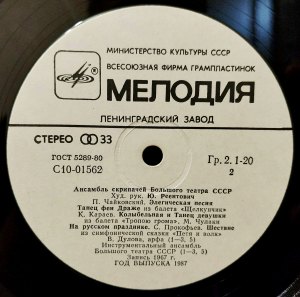 МИНИСТЕРСТВО КУЛЬТУРЫ СССР
ВСЕСОЮЗНАЯ ФИРМА ГРАМПЛАСТИНОК
МЕЛОДИЯ
ЛЕНИНГРАДСКИЙ ЗАВОД
СТЕРЕО 33
ГОСТ 5289-80
С10-01562
Гр. 2. 1-20
2
Ансамбль скрипачей Большого театра СССР
Худ. рук. Ю. Реентович
П. Чайковский. Элегическая песня
Танец феи Драже из балета «Щелкунчик»
К. Караев. Колыбельная и Танец девушки
из балета «Тропою грома». М. Чулаки
На русском празднике. С. Прокофьев. Шествие
из симфонической сказки «Петя и волк»
В. Дулова, арфа (1—3, 5)
Инструментальный ансамбль
Большого театра СССР (1—3, 5)
Запись 1967 г.
ГОД ВЫПУСКА 1987